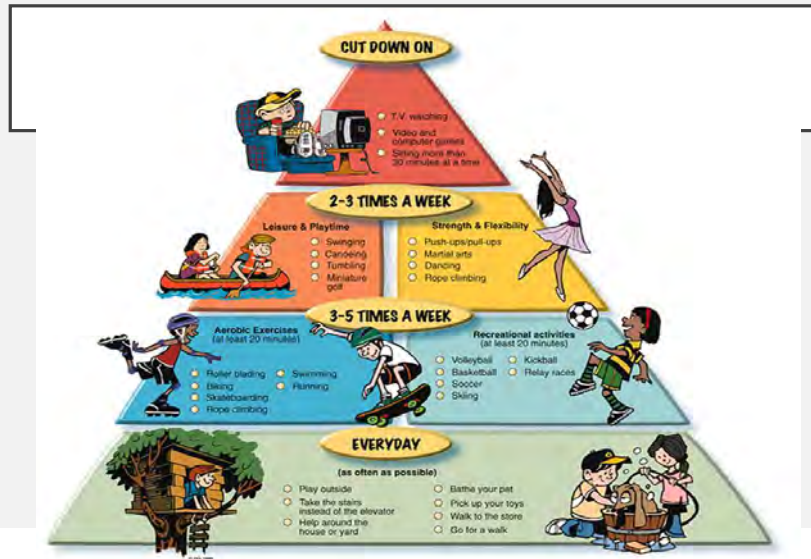 CUT DOWN ON
T.V. watching
Video and
computer games
Sitting more than
30 minutes at a time
2-3 TIMES A WEEK
Leisure & Playtime
Swinging
Canoeing
Tumbling
Miniature
golf
Strength & Flexibility
Push-ups/pull-ups
Martial arts
Dancing
Rope climbing
3-5 TIMES A WEEK
Aerobic Exercises
(at least 20 minutes)
Roller blading
Biking
Skateboarding
Rope climbing
Swimming
Running
Recreational activities
(at least 20 minutes)
Volleyball
Basketball
Soccer
Skiing
Kickball
Relay races
EVERYDAY
(as often as possible)
Play outside
Take the stairs
instead of the elevator
Help around the
house or yard
Bathe your pet
Pick up your toys
Walk to the store
Go for a walk